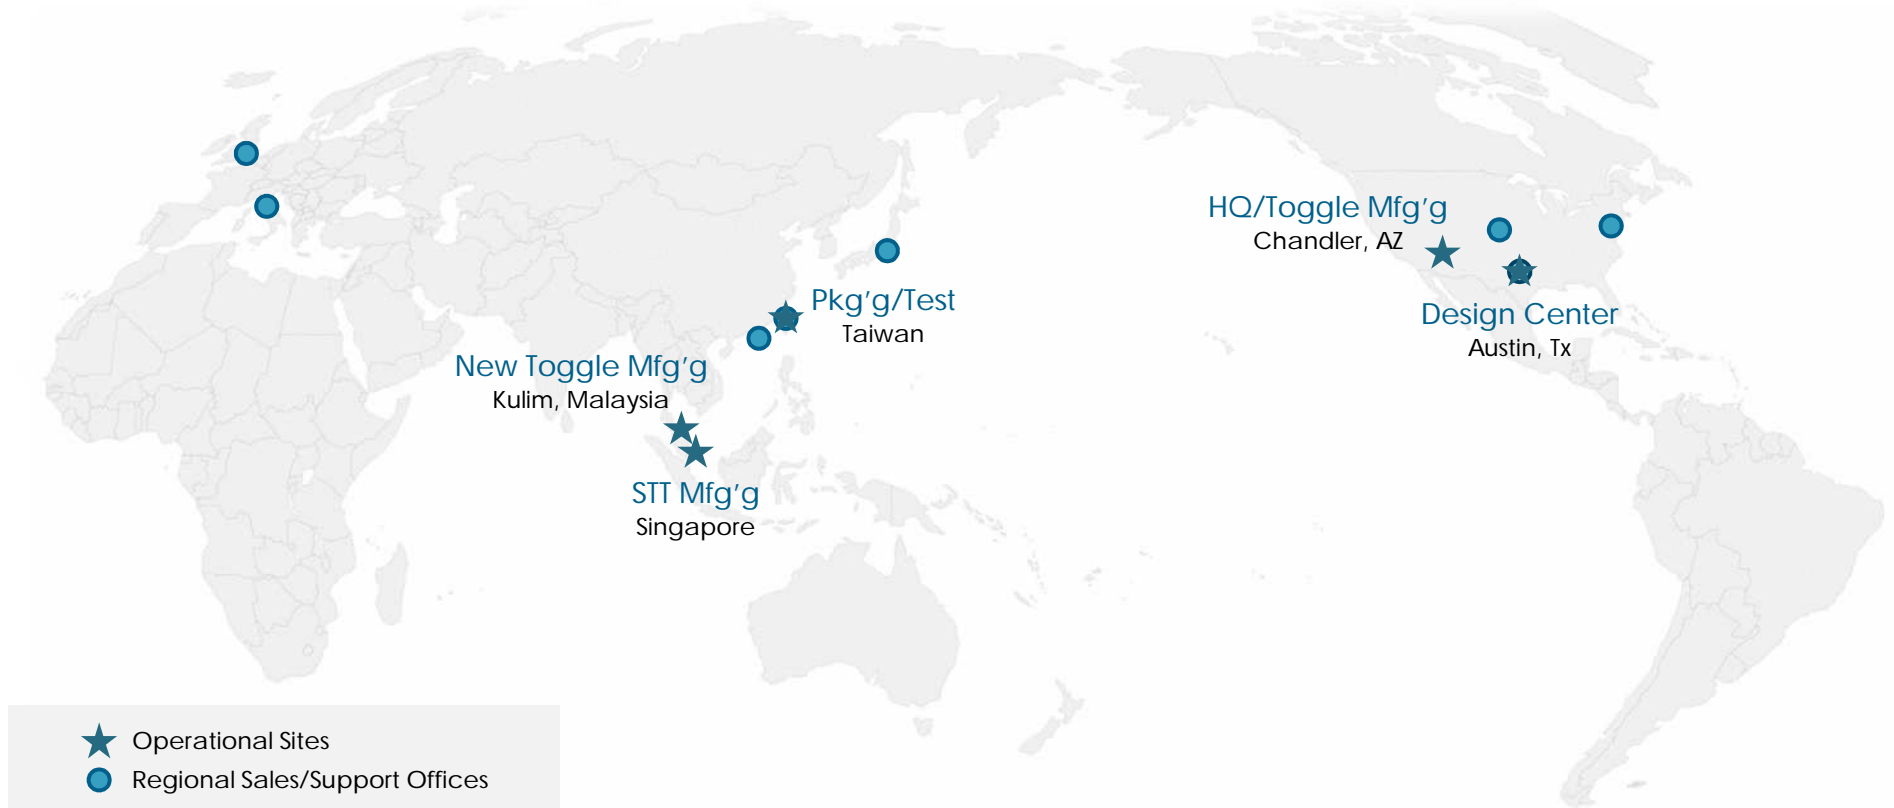 HQ/Toggle Mfg'g
Chandler, AZ
Pkg'g/Test
Taiwan
Design Center
Austin, Tx
New Toggle Mfg'g
Kulim, Malaysia
STT Mfg'g
Singapore
Operational Sites
Regional Sales/Support Offices